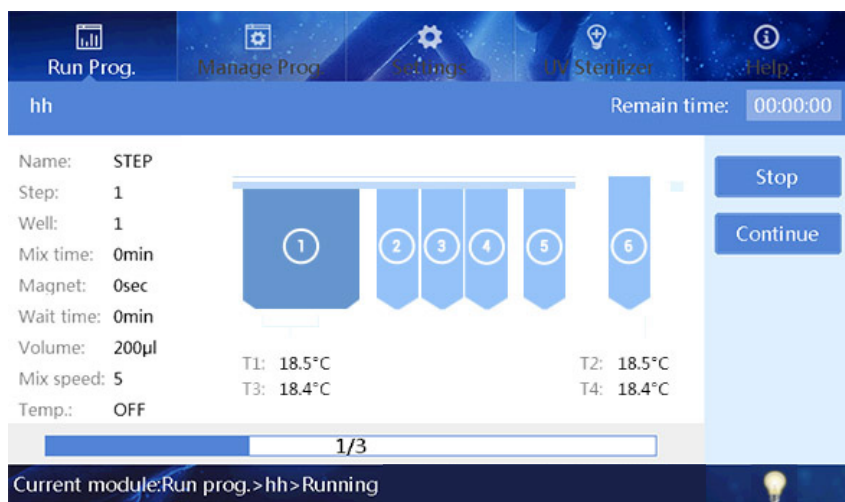 Run Prog.
Manage Prog.
Settings
UV Sterilizer
Help
hh
Remain time: 00:00:00
Name: STEP
Step: 1
Well: 1
Mix time: 0min
Magnet: 0sec
Wait time: 0min
Volume: 200μl
Mix speed: 5
Temp.: OFF
1
2
3
4
5
6
T1: 18.5°C
T2: 18.5°C
T3: 18.4°C
T4: 18.4°C
Stop
Continue
1/3
Current module:Run prog.>hh>Running